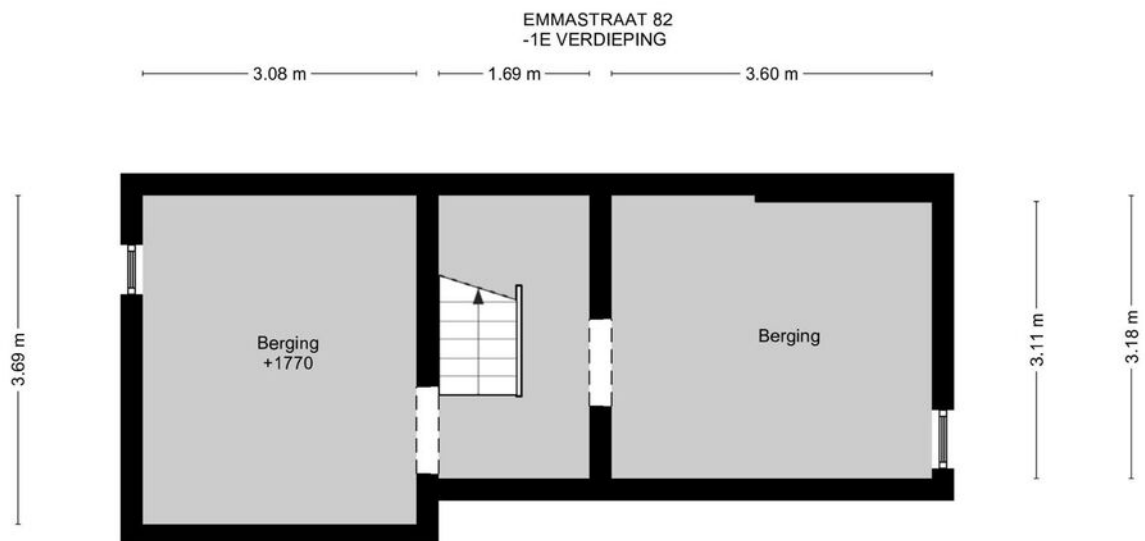 EMMASTRAAT 82
-1E VERDIEPING
3.08 m
1.69 m
3.60 m
3.69 m
Berging
+1770
Berging
3.11 m
3.18 m